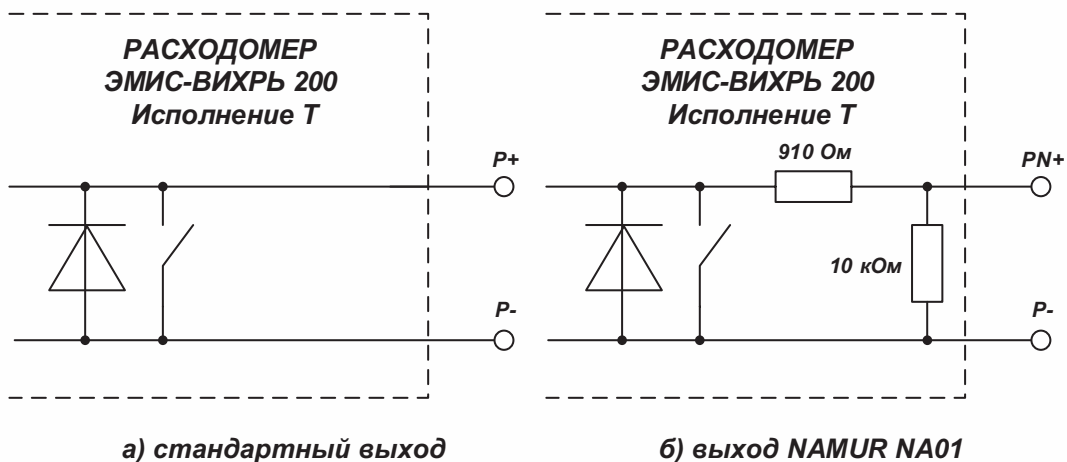 РАСХОДОМЕР
ЭМИС-ВИХРЬ 200
Исполнение Т
P+
P-
а) стандартный выход
РАСХОДОМЕР
ЭМИС-ВИХРЬ 200
Исполнение Т
910 Ом
PN+
10 кОм
P-
б) выход NAMUR NA01